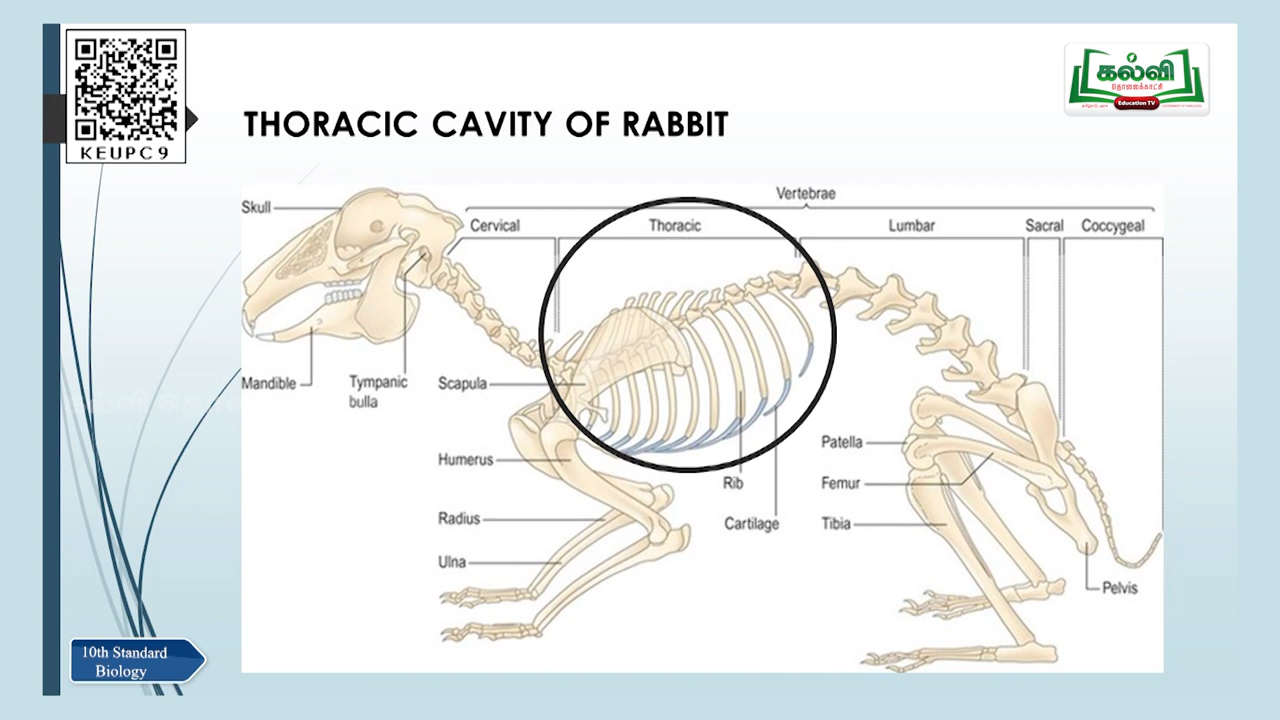 KEUPC9
கல்வி
தொலைக்காட்சி
Education TV
THORACIC CAVITY OF RABBIT
Vertebrae
Skull
Cervical
Thoracic
Lumbar
Sacral
Coccygeal
Mandible
Tympanic
bulla
Scapula
Humerus
Radius
Ulna
Rib
Cartilage
Patella
Femur
Tibia
Pelvis
10th Standard
Biology